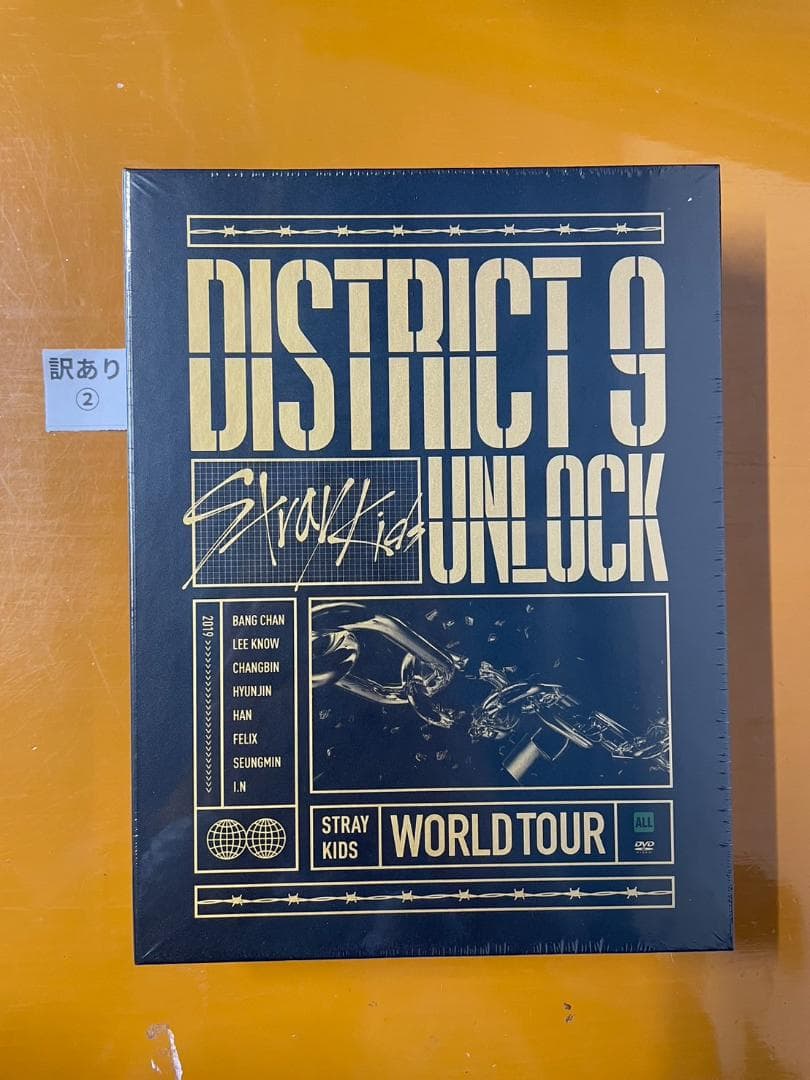 訳あり
②
DISTRICT 9
Stray Kids
UNLOCK
2019 >>>>>>>>>>>>>>>>>>
BANG CHAN
LEE KNOW
CHANGBIN
HYUNJIN
HAN
FELIX
SEUNGMIN
I.N
STRAY
KIDS
WORLD TOUR
ALL
DVD
VIDEO